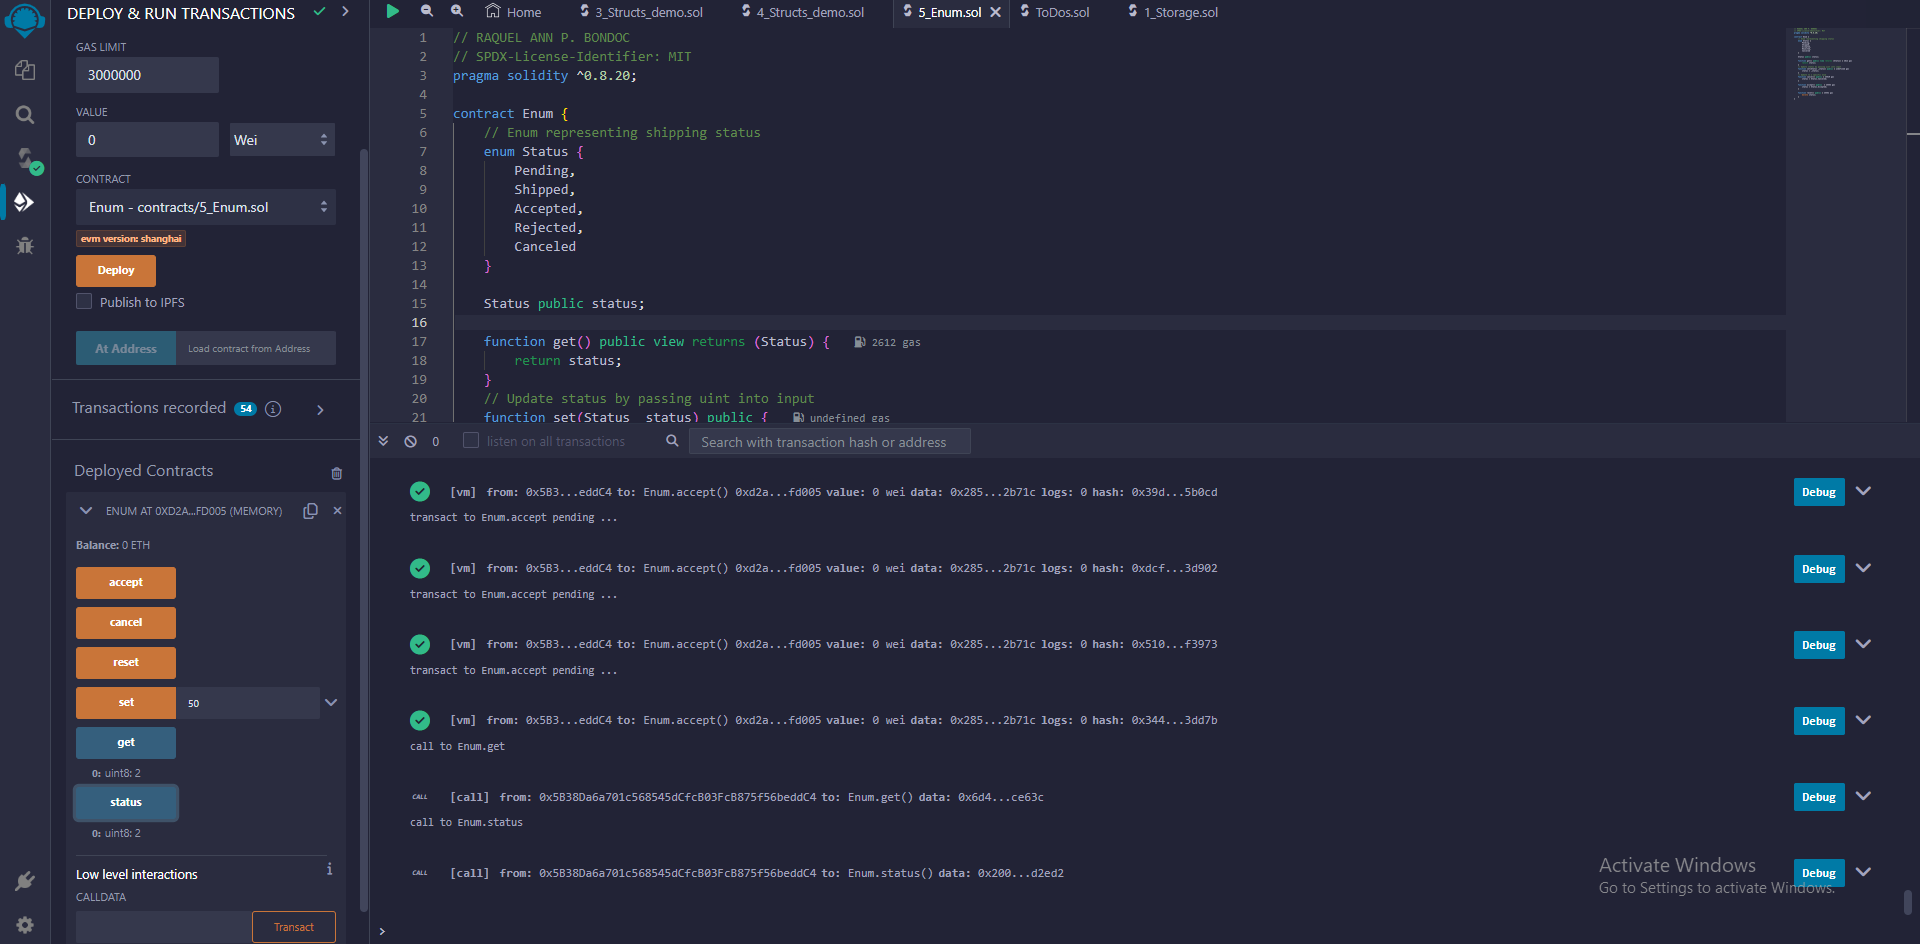 DEPLOY & RUN TRANSACTIONS
GAS LIMIT
3000000
VALUE
0
Wei
CONTRACT
Enum - contracts/5_Enum.sol
evm version: shanghai
Deploy
Publish to IPFS
At Address
Load contract from Address
Transactions recorded 54
Deployed Contracts
ENUM AT 0XD2A...FD005 (MEMORY)
Balance: 0 ETH
accept
cancel
reset
set
50
get
0: uint8: 2
status
0: uint8: 2
Low level interactions
CALLDATA
Transact
Home
3_Structs_demo.sol
4_Structs_demo.sol
5_Enum.sol
ToDos.sol
1_Storage.sol
1 // RAQUEL ANN P. BONDOC
2 // SPDX-License-Identifier: MIT
3 pragma solidity ^0.8.20;
4
5 contract Enum {
6 // Enum representing shipping status
7 enum Status {
8 Pending,
9 Shipped,
10 Accepted,
11 Rejected,
12 Canceled
13 }
14
15 Status public status;
16
17 function get() public view returns (Status) { 2612 gas
18 return status;
19 }
20 // Update status by passing uint into input
21 function set(Status _status) public { undefined gas
0
listen on all transactions
Search with transaction hash or address
[vm] from: 0x5B3...eddC4 to: Enum.accept() 0xd2a...fd005 value: 0 wei data: 0x285...2b71c logs: 0 hash: 0x39d...5b0cd
Debug
transact to Enum.accept pending ...
[vm] from: 0x5B3...eddC4 to: Enum.accept() 0xd2a...fd005 value: 0 wei data: 0x285...2b71c logs: 0 hash: 0xdcf...3d902
Debug
transact to Enum.accept pending ...
[vm] from: 0x5B3...eddC4 to: Enum.accept() 0xd2a...fd005 value: 0 wei data: 0x285...2b71c logs: 0 hash: 0x510...f3973
Debug
transact to Enum.accept pending ...
[vm] from: 0x5B3...eddC4 to: Enum.accept() 0xd2a...fd005 value: 0 wei data: 0x285...2b71c logs: 0 hash: 0x344...3dd7b
Debug
call to Enum.get
CALL [call] from: 0x5B38Da6a701c568545dCfcB03FcB875f56beddC4 to: Enum.get() data: 0x6d4...ce63c
Debug
call to Enum.status
CALL [call] from: 0x5B38Da6a701c568545dCfcB03FcB875f56beddC4 to: Enum.status() data: 0x200...d2ed2
Debug
>
Activate Windows
Go to Settings to activate Windows.